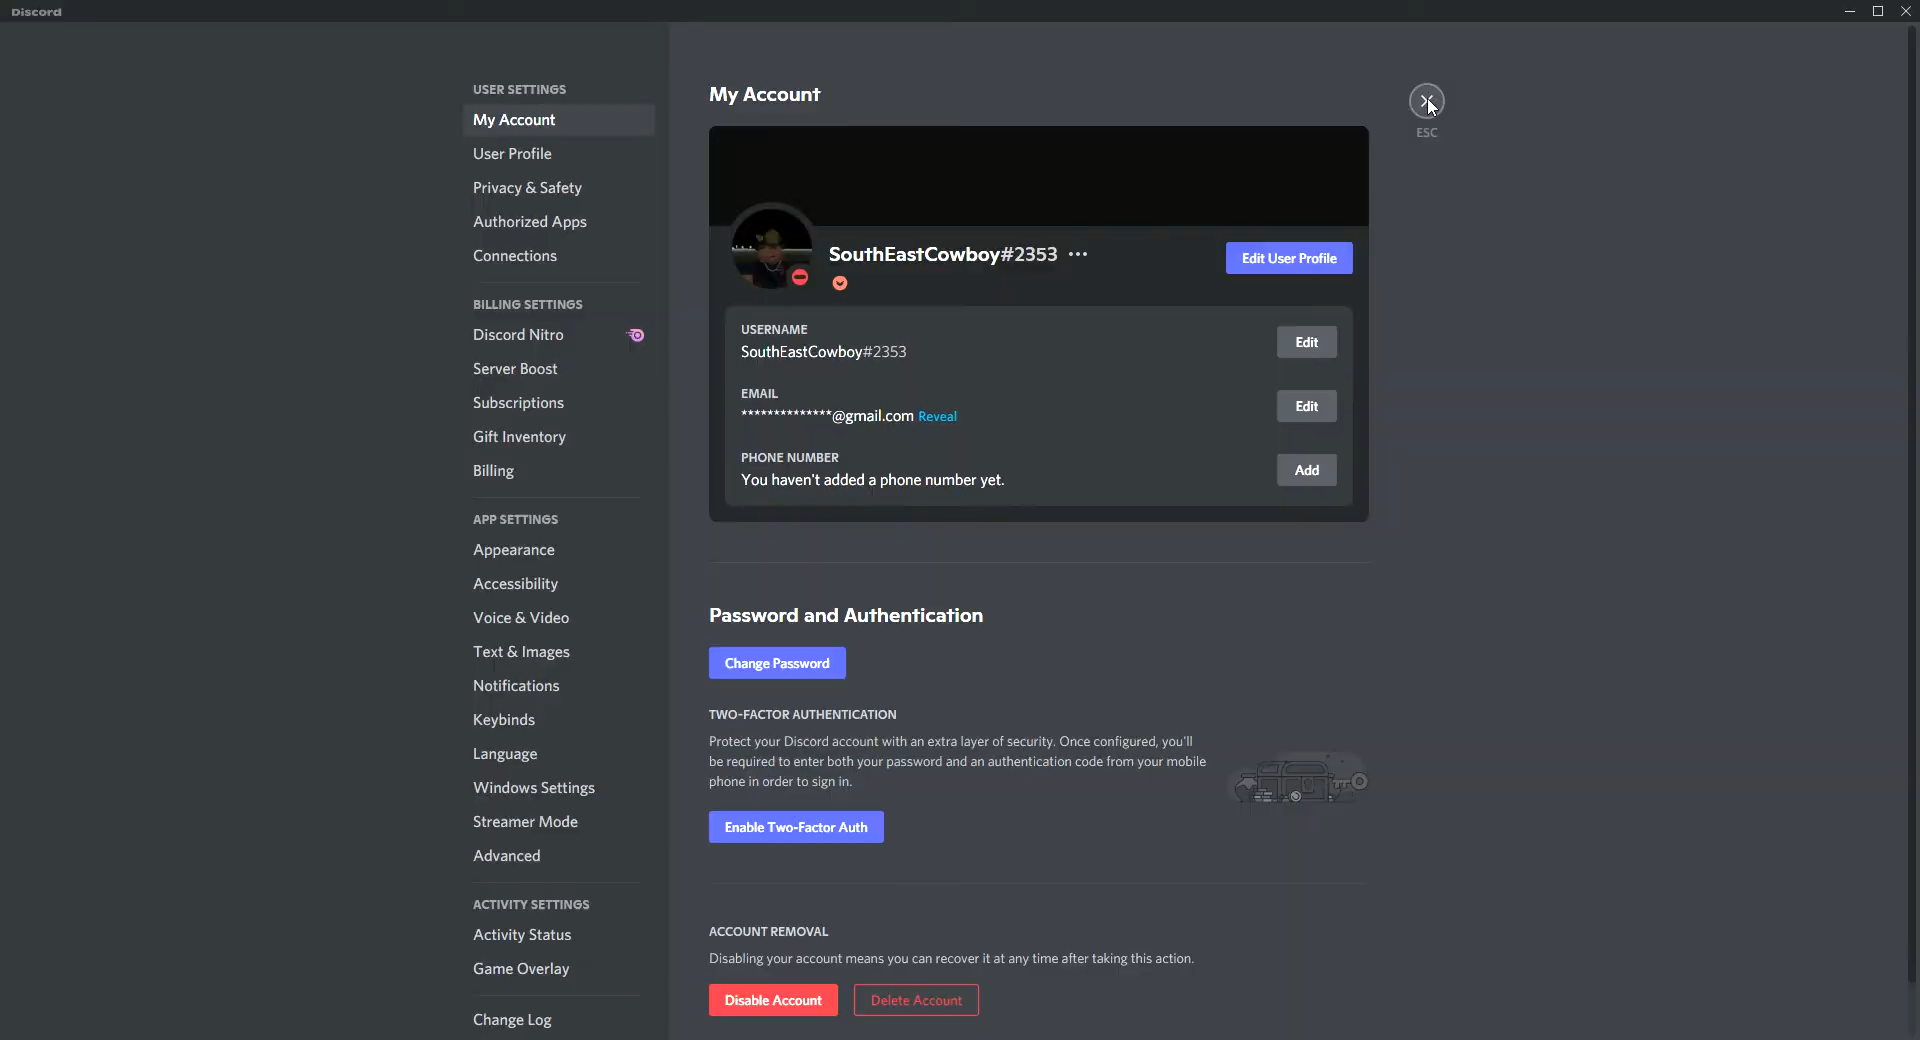 Discord
USER SETTINGS
My Account
User Profile
Privacy & Safety
Authorized Apps
Connections
BILLING SETTINGS
Discord Nitro
Server Boost
Subscriptions
Gift Inventory
Billing
APP SETTINGS
Appearance
Accessibility
Voice & Video
Text & Images
Notifications
Keybinds
Language
Windows Settings
Streamer Mode
Advanced
ACTIVITY SETTINGS
Activity Status
Game Overlay
Change Log
My Account
ESC
SouthEastCowboy#2353
Edit User Profile
USERNAME
SouthEastCowboy#2353
Edit
EMAIL
**************@gmail.com Reveal
Edit
PHONE NUMBER
You haven't added a phone number yet.
Add
Password and Authentication
Change Password
TWO-FACTOR AUTHENTICATION
Protect your Discord account with an extra layer of security. Once configured, you'll
be required to enter both your password and an authentication code from your mobile
phone in order to sign in.
Enable Two-Factor Auth
ACCOUNT REMOVAL
Disabling your account means you can recover it at any time after taking this action.
Disable Account
Delete Account